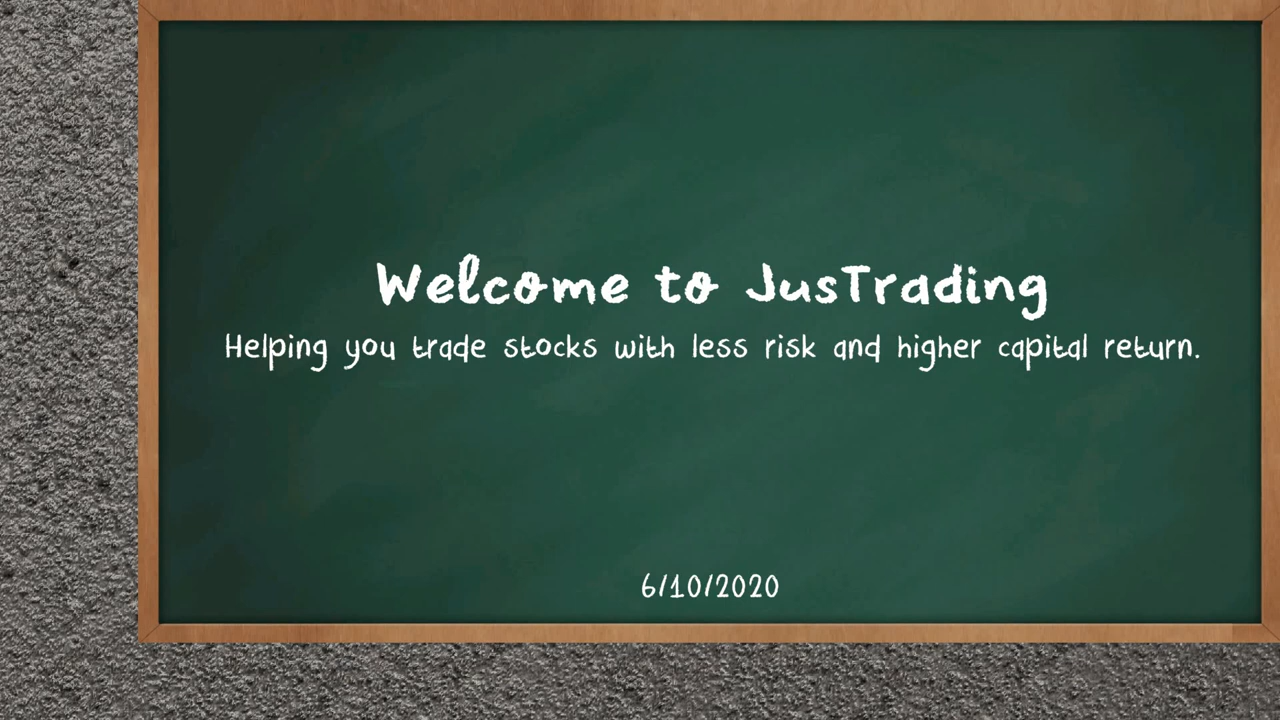 Welcome to JusTrading
Helping you trade stocks with less risk and higher capital return.
6/10/2020